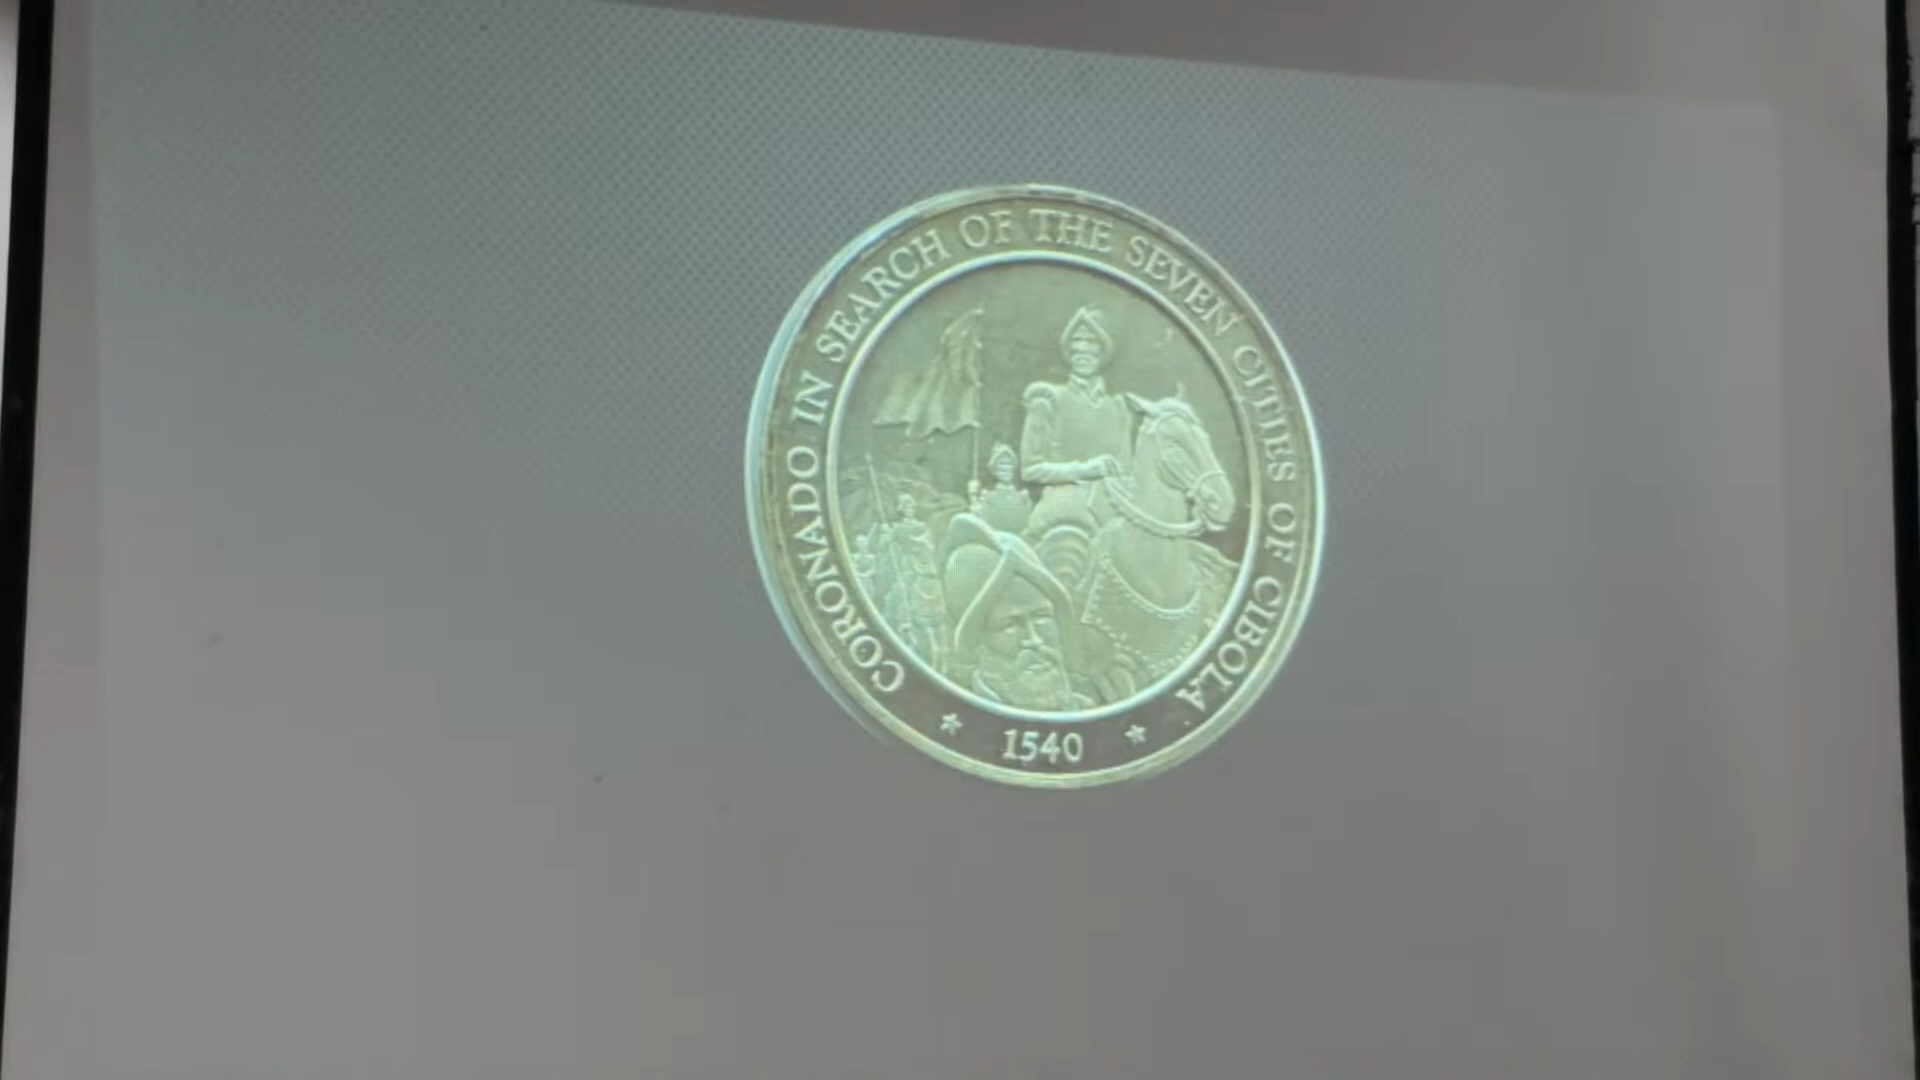 CORONADO IN SEARCH OF THE SEVEN CITIES OF CIBOLA
* 1540 *